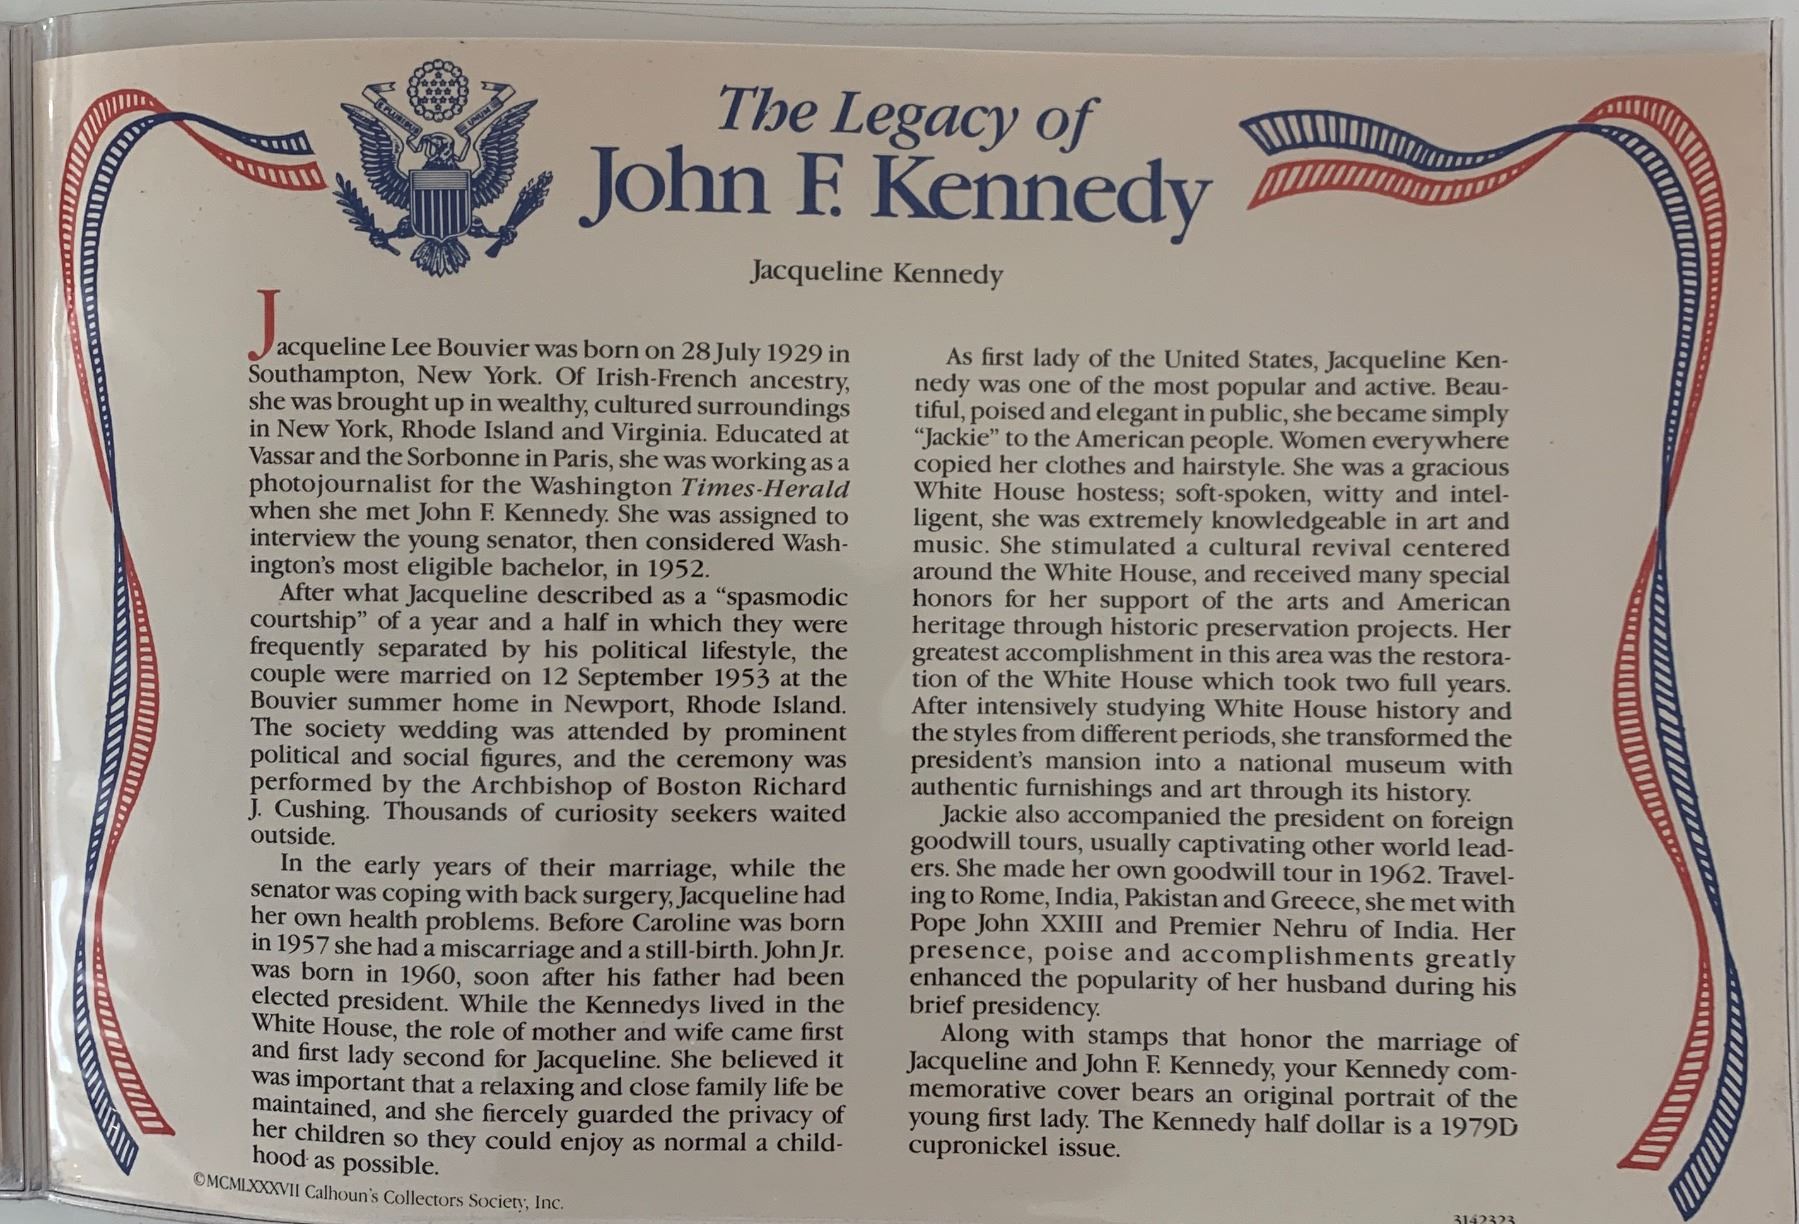 E PLURIBUS UNUM
The Legacy of
John F. Kennedy
Jacqueline Kennedy
Jacqueline Lee Bouvier was born on 28 July 1929 in
Southampton, New York. Of Irish-French ancestry,
she was brought up in wealthy, cultured surroundings
in New York, Rhode Island and Virginia. Educated at
Vassar and the Sorbonne in Paris, she was working as a
photojournalist for the Washington Times-Herald
when she met John F. Kennedy. She was assigned to
interview the young senator, then considered Wash-
ington's most eligible bachelor, in 1952.
After what Jacqueline described as a “spasmodic
courtship” of a year and a half in which they were
frequently separated by his political lifestyle, the
couple were married on 12 September 1953 at the
Bouvier summer home in Newport, Rhode Island.
The society wedding was attended by prominent
political and social figures, and the ceremony was
performed by the Archbishop of Boston Richard
J. Cushing. Thousands of curiosity seekers waited
outside.
In the early years of their marriage, while the
senator was coping with back surgery, Jacqueline had
her own health problems. Before Caroline was born
in 1957 she had a miscarriage and a still-birth. John Jr.
was born in 1960, soon after his father had been
elected president. While the Kennedys lived in the
White House, the role of mother and wife came first
and first lady second for Jacqueline. She believed it
was important that a relaxing and close family life be
maintained, and she fiercely guarded the privacy of
her children so they could enjoy as normal a child-
hood as possible.
©MCMLXXXVII Calhoun's Collectors Society, Inc.
As first lady of the United States, Jacqueline Ken-
nedy was one of the most popular and active. Beau-
tiful, poised and elegant in public, she became simply
“Jackie” to the American people. Women everywhere
copied her clothes and hairstyle. She was a gracious
White House hostess; soft-spoken, witty and intel-
ligent, she was extremely knowledgeable in art and
music. She stimulated a cultural revival centered
around the White House, and received many special
honors for her support of the arts and American
heritage through historic preservation projects. Her
greatest accomplishment in this area was the restora-
tion of the White House which took two full years.
After intensively studying White House history and
the styles from different periods, she transformed the
president's mansion into a national museum with
authentic furnishings and art through its history.
Jackie also accompanied the president on foreign
goodwill tours, usually captivating other world lead-
ers. She made her own goodwill tour in 1962. Travel-
ing to Rome, India, Pakistan and Greece, she met with
Pope John XXIII and Premier Nehru of India. Her
presence, poise and accomplishments greatly
enhanced the popularity of her husband during his
brief presidency.
Along with stamps that honor the marriage of
Jacqueline and John F. Kennedy, your Kennedy com-
memorative cover bears an original portrait of the
young first lady. The Kennedy half dollar is a 1979D
cupronickel issue.
3142323